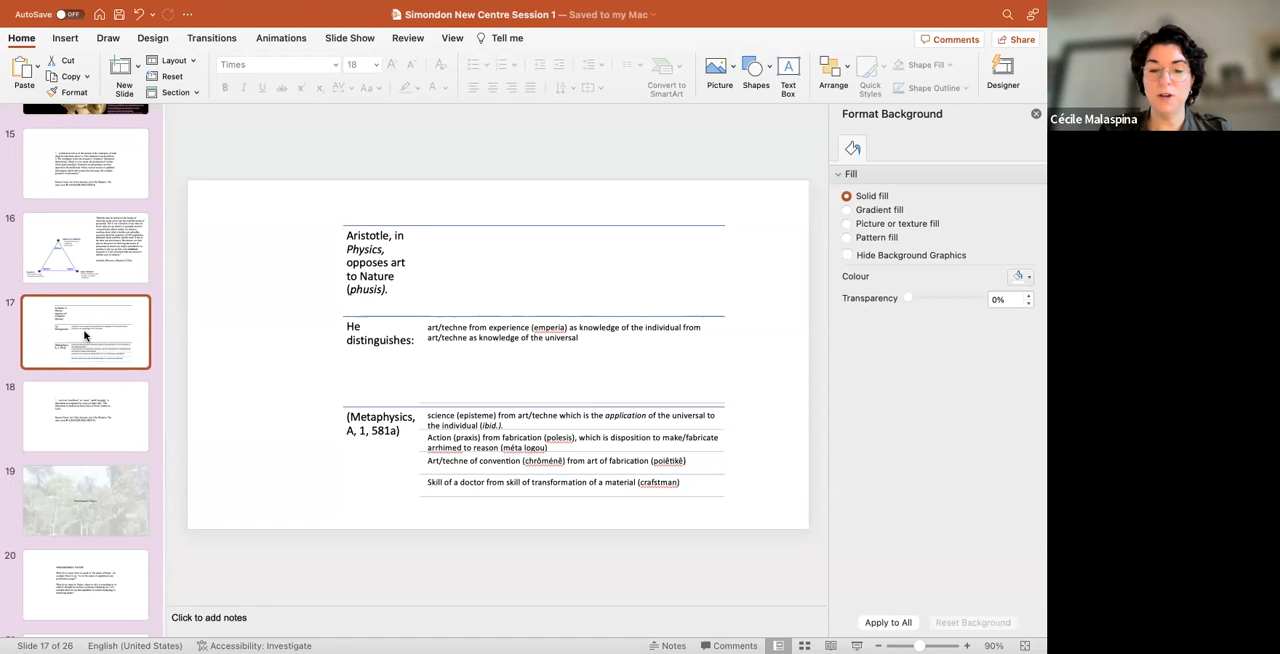 AutoSave OFF Simondon New Centre Session 1 — Saved to my Mac
Home Insert Draw Design Transitions Animations Slide Show Review View Tell me Comments Share
Paste Cut Copy Format New Slide Layout Reset Section Times 18 Convert to SmartArt Picture Shapes Text Box Arrange Quick Styles Shape Fill Shape Outline Designer
15
16
17
18
19
20
Aristotle, in
Physics,
opposes art
to Nature
(phusis).
He
distinguishes:
art/techne from experience (emperia) as knowledge of the individual from
art/techne as knowledge of the universal
(Metaphysics,
A, 1, 581a)
science (episteme) from art/techne which is the application of the universal to
the individual (ibid.).
Action (praxis) from fabrication (polesis), which is disposition to make/fabricate
arrhimed to reason (méta logou)
Art/techne of convention (chrôménê) from art of fabrication (poiêtikê)
Skill of a doctor from skill of transformation of a material (crafstman)
Format Background
Fill
Solid fill
Gradient fill
Picture or texture fill
Pattern fill
Hide Background Graphics
Colour
Transparency 0%
Apply to All Reset Background
Click to add notes
Slide 17 of 26 English (United States) Accessibility: Investigate Notes Comments 90%
Cécile Malaspina